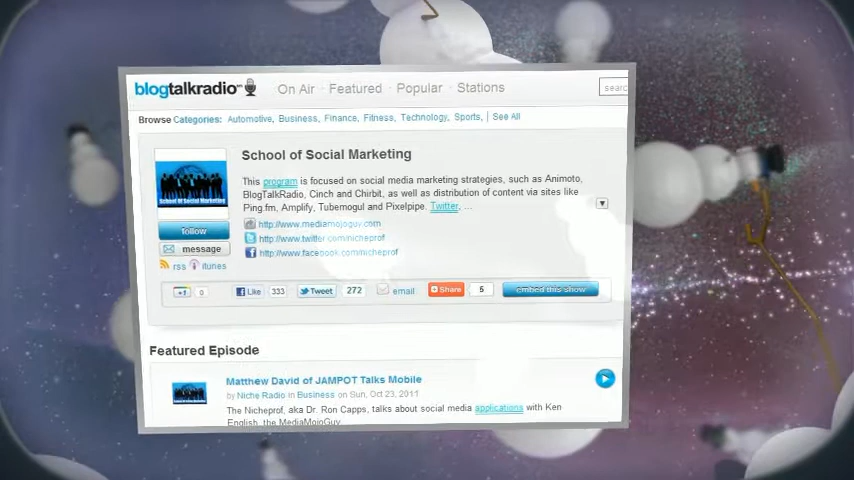 blogtalkradio
On Air · Featured · Popular · Stations
searc
Browse Categories: Automotive, Business, Finance, Fitness, Technology, Sports, | See All
School of Social Marketing
This program is focused on social media marketing strategies, such as Animoto,
BlogTalkRadio, Cinch and Chirbit, as well as distribution of content via sites like
Ping.fm, Amplify, Tubemogul and Pixelpipe. Twitter, ...
School of Social Marketing
http://www.mediamojoguy.com
follow
http://www.twitter.com/nicheprof
message
http://www.facebook.com/nicheprof
rss itunes
+1 0 Like 333 Tweet 272 email Share 5 embed this show
Featured Episode
Matthew David of JAMPOT Talks Mobile
by Niche Radio in Business on Sun, Oct 23, 2011
The Nicheprof, aka Dr. Ron Capps, talks about social media applications with Ken
English, the MediaMojoGuy